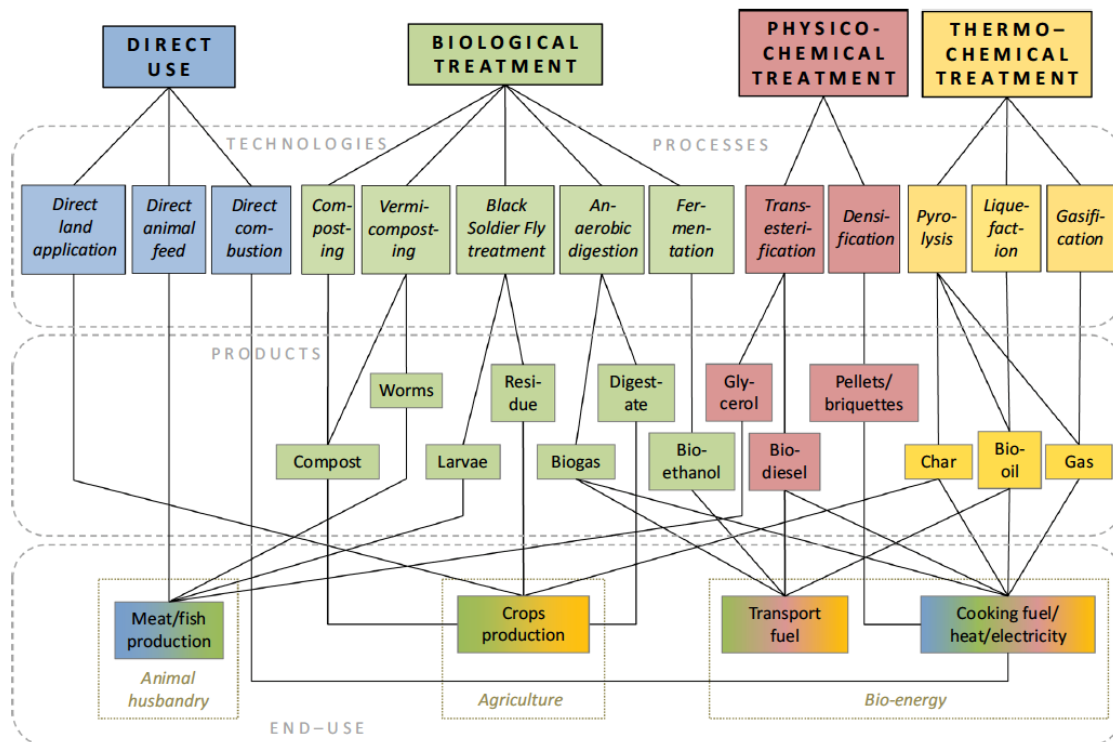 DIRECT
USE
BIOLOGICAL
TREATMENT
PHYSICO-
CHEMICAL
TREATMENT
THERMO–
CHEMICAL
TREATMENT
TECHNOLOGIES
PROCESSES
Direct
land
application
Direct
animal
feed
Direct
com-
bustion
Com-
post-
ing
Vermi-
compost-
ing
Black
Soldier Fly
treatment
An-
aerobic
digestion
Fer-
men-
tation
Trans-
esteri-
fication
Densi-
fication
Pyro-
lysis
Lique-
fact-
ion
Gasifi-
cation
PRODUCTS
Worms
Resi-
due
Digest-
ate
Gly-
cerol
Pellets/
briquettes
Compost
Larvae
Biogas
Bio-
ethanol
Bio-
diesel
Char
Bio-
oil
Gas
Meat/fish
production
Crops
production
Transport
fuel
Cooking fuel/
heat/electricity
Animal
husbandry
Agriculture
Bio-energy
END–USE